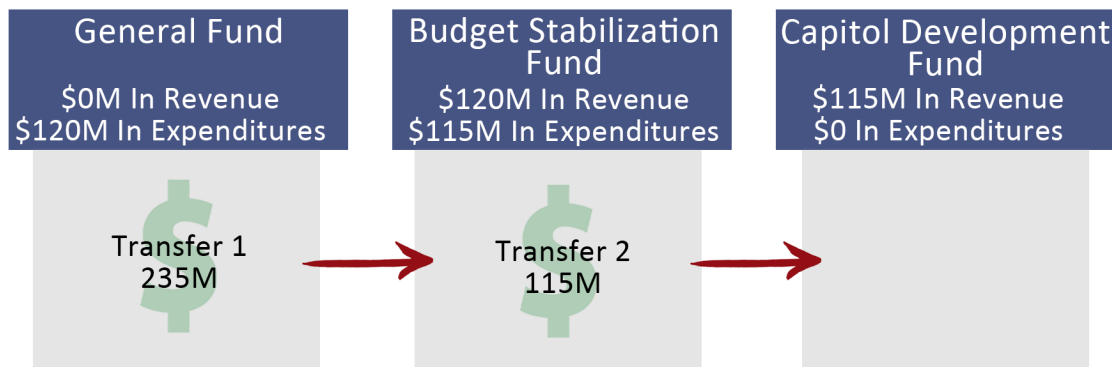 General Fund
$0M In Revenue
$120M In Expenditures
Budget Stabilization
Fund
$120M In Revenue
$115M In Expenditures
Capitol Development
Fund
$115M In Revenue
$0 In Expenditures
$
Transfer 1
235M
$
Transfer 2
115M